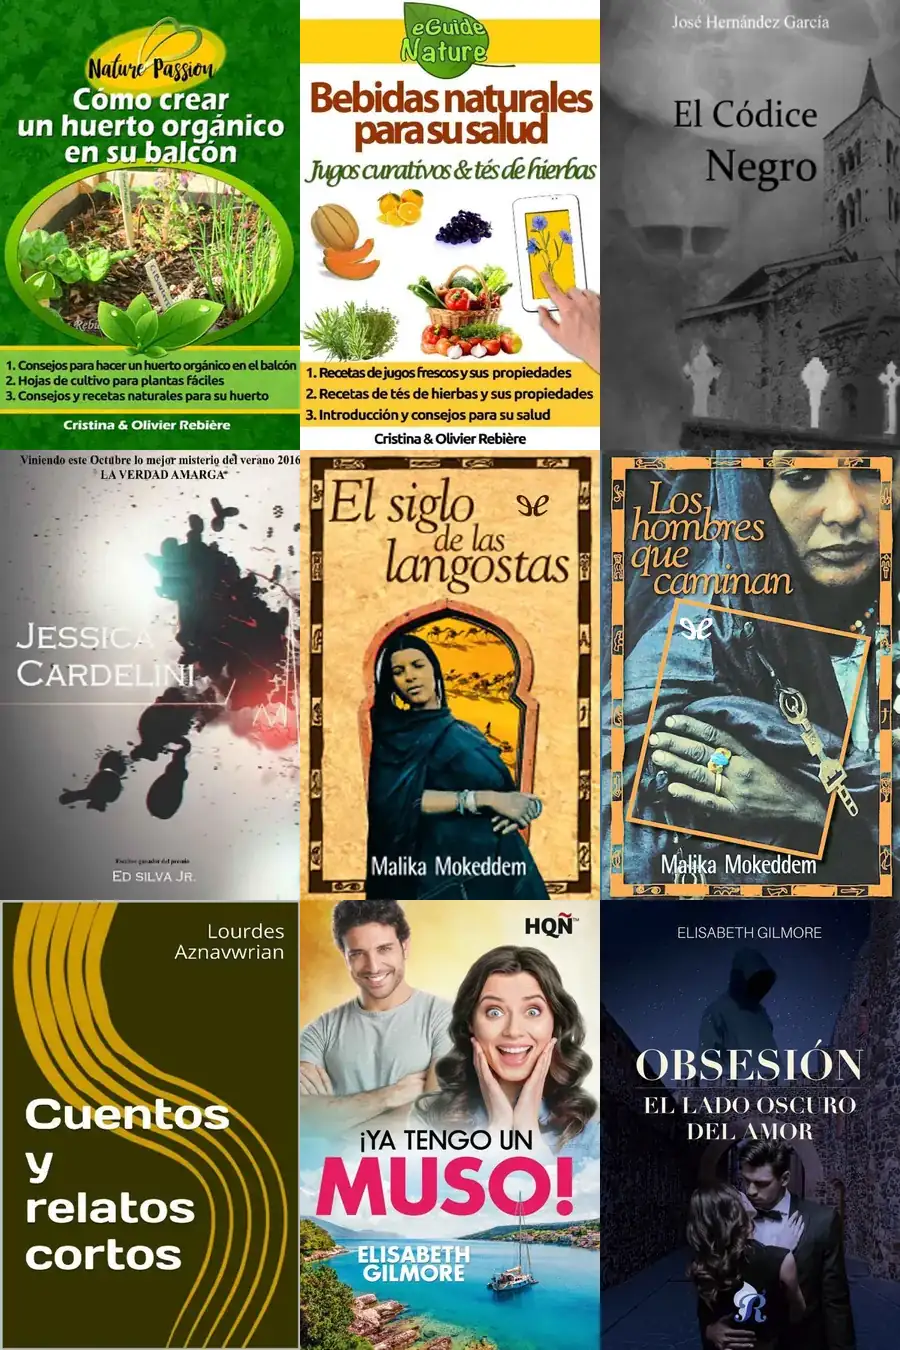 Nature Passion
Cómo crear
un huerto orgánico
en su balcón
1. Consejos para hacer un huerto orgánico en el balcón
2. Hojas de cultivo para plantas fáciles
3. Consejos y recetas naturales para su huerto
Cristina & Olivier Rebière
eGuide
Nature
Bebidas naturales
para su salud
Jugos curativos & tés de hierbas
1. Recetas de jugos frescos y sus propiedades
2. Recetas de tés de hierbas y sus propiedades
3. Introducción y consejos para su salud
Cristina & Olivier Rebière
José Hernández García
El Códice
Negro
Viniendo este Octubre lo mejor misterio del verano 2016
LA VERDAD AMARGA"
JESSICA
CARDELINI
Escritor ganador del premio
ED SILVA JR.
El siglo
de las
langostas
Malika Mokeddem
Los
hombres
que
caminan
Malika Mokeddem
Lourdes
Aznavwrian
Cuentos
y
relatos
cortos
HQÑ™
¡YA TENGO UN
MUSO!
ELISABETH
GILMORE
ELISABETH GILMORE
OBSESIÓN
EL LADO OSCURO
DEL AMOR
R